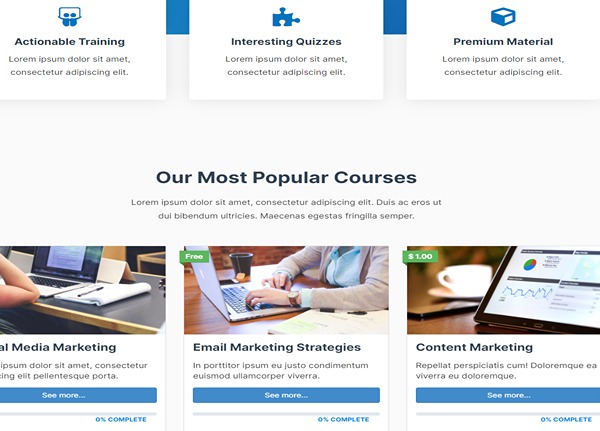 Actionable Training
Lorem ipsum dolor sit amet,
consectetur adipiscing elit.
Interesting Quizzes
Lorem ipsum dolor sit amet,
consectetur adipiscing elit.
Premium Material
Lorem ipsum dolor sit amet,
consectetur adipiscing elit.
Our Most Popular Courses
Lorem ipsum dolor sit amet, consectetur adipiscing elit. Duis ac eros ut
dui bibendum ultricies. Maecenas egestas fringilla semper.
al Media Marketing
ipsum dolor sit amet, consectetur
cing elit pellentesque porta.
See more...
0% COMPLETE
Free
Email Marketing Strategies
In porttitor ipsum eu justo condimentum
euismod ullamcorper viverra.
See more...
0% COMPLETE
$ 1.00
Content Marketing
Repellat perspiciatis cum! Doloremque ea
viverra eu doloremque.
See more...
0% COMPLETE